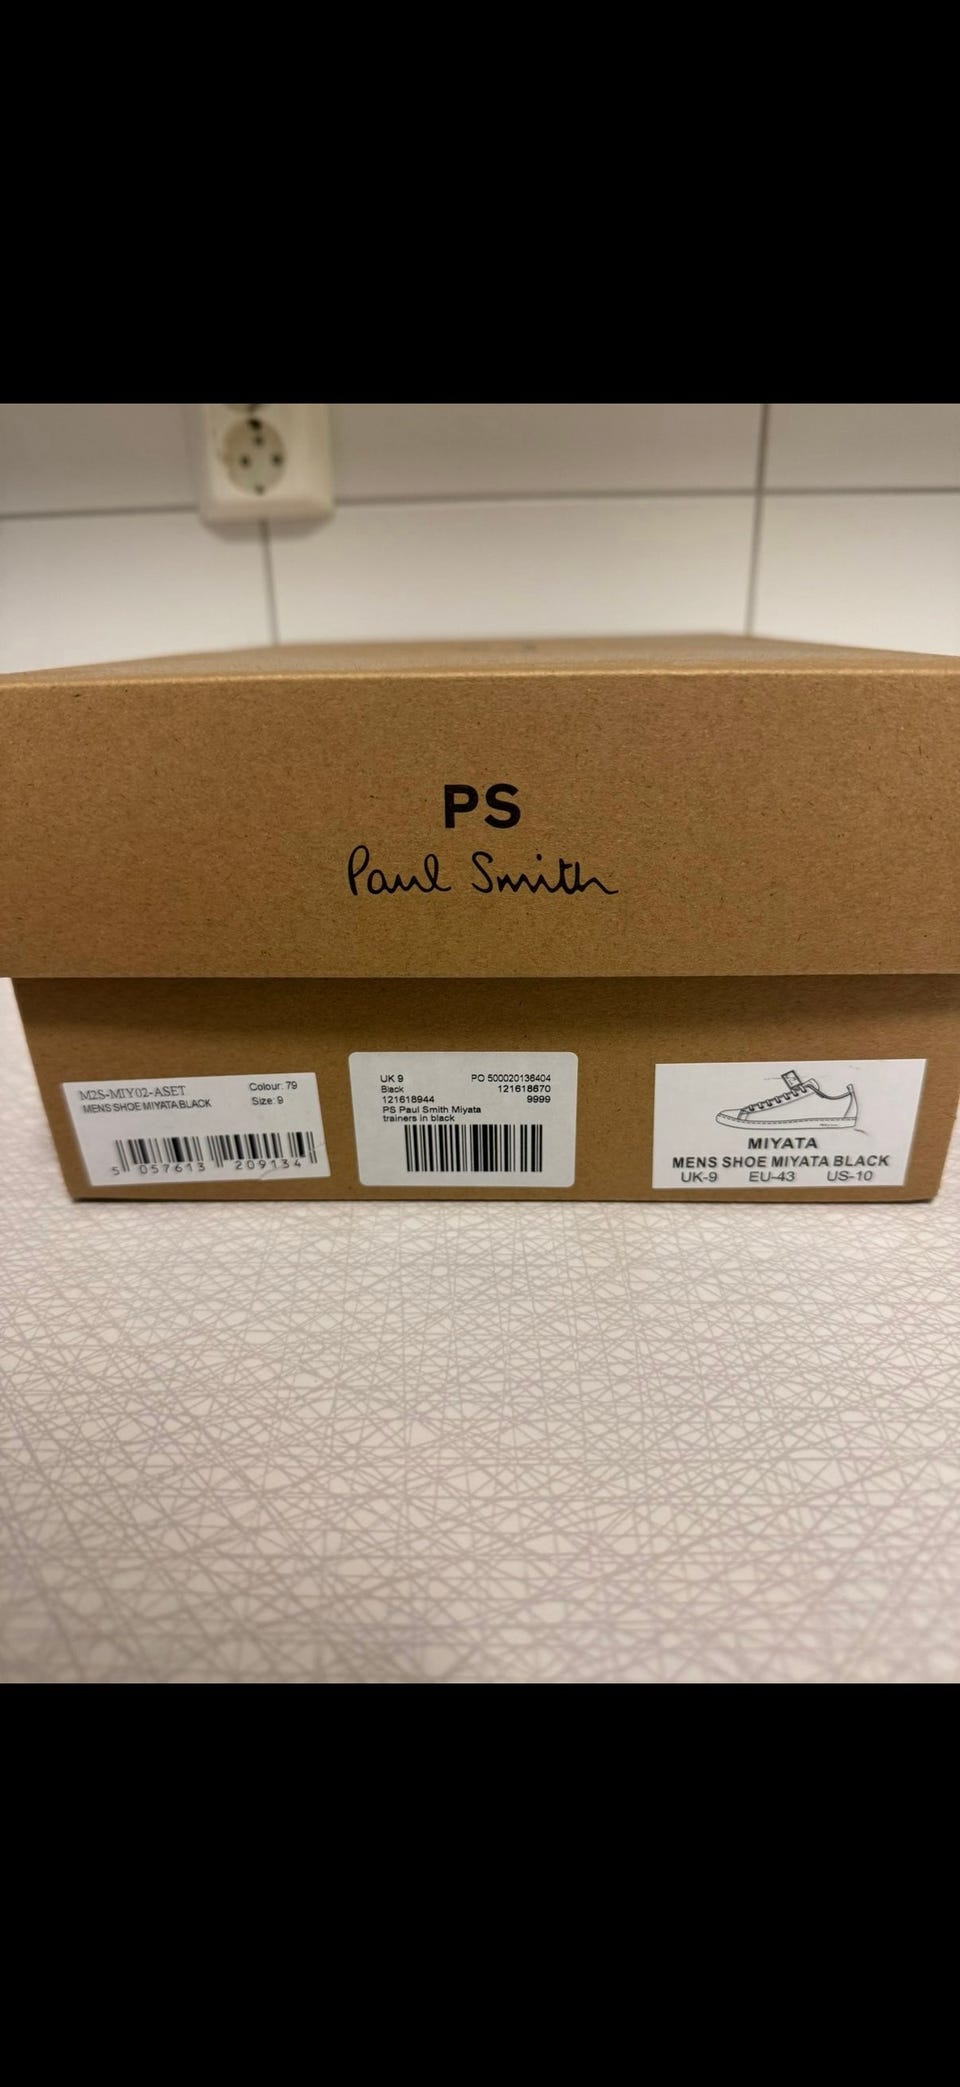 PS
Paul Smith
M2S-MIY02-ASET
Colour: 79
MENS SHOE MIYATA BLACK
Size: 9
5 057613 209134
UK 9
PO 500020136404
Black
121618670
121618944
9999
PS Paul Smith Miyata
trainers in black
MIYATA
MENS SHOE MIYATA BLACK
UK-9 EU-43 US-10